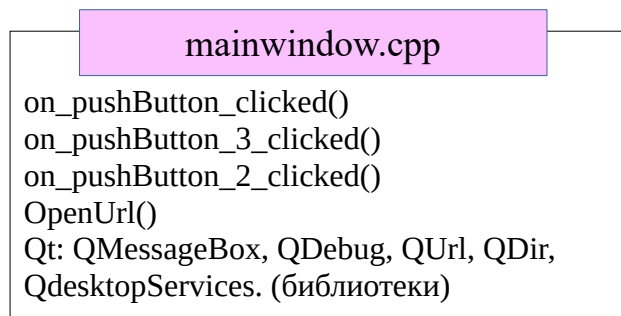 mainwindow.cpp
on_pushButton_clicked()
on_pushButton_3_clicked()
on_pushButton_2_clicked()
OpenUrl()
Qt: QMessageBox, QDebug, QUrl, QDir,
QdesktopServices. (библиотеки)